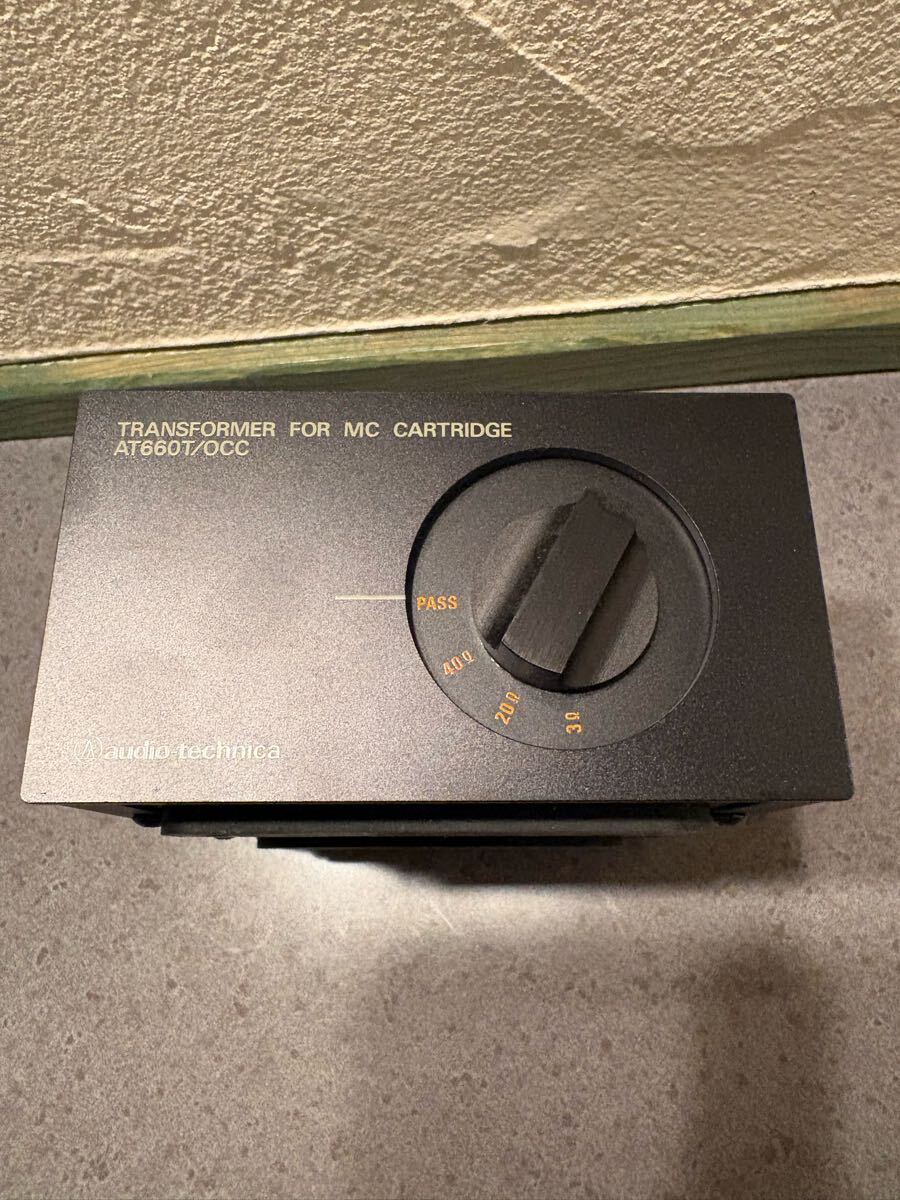 TRANSFORMER FOR MC CARTRIDGE
AT660T/OCC
PASS
40Ω
20Ω
3Ω
audio-technica